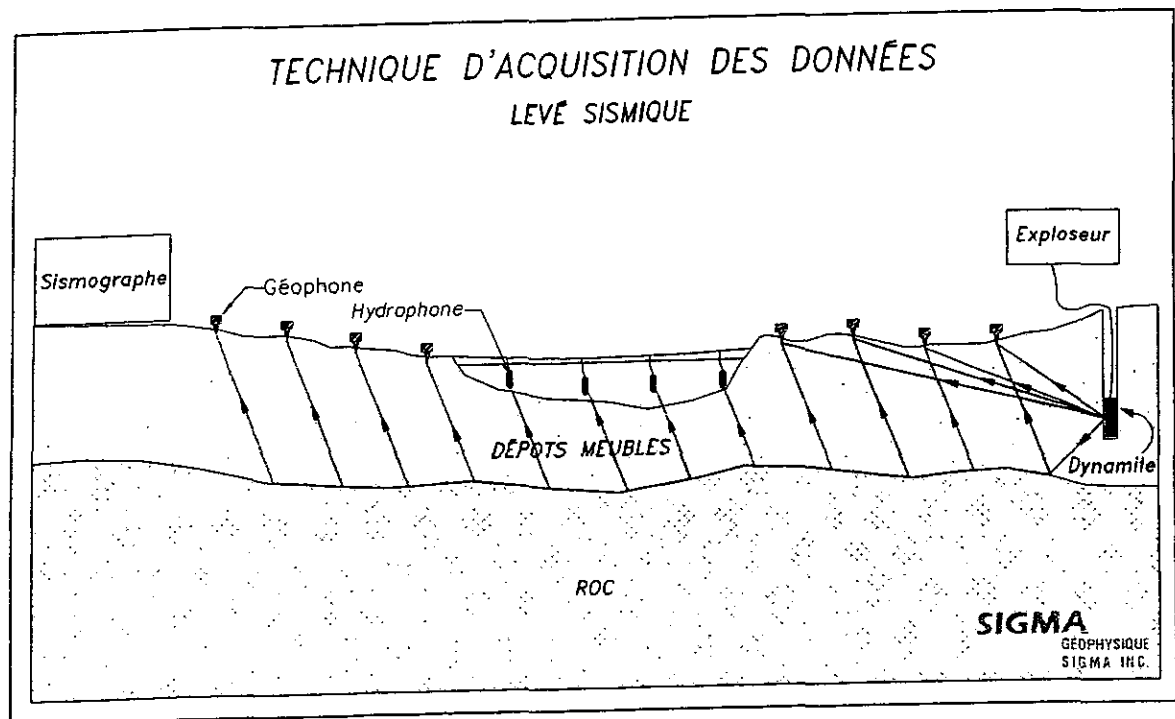 TECHNIQUE D'ACQUISITION DES DONNÉES
LEVÉ SISMIQUE
Exploseur
Sismographe
Géophone
Hydrophone
DÉPOTS MEUBLES
Dynamite
ROC
SIGMA
GÉOPHYSIQUE
SIGMA INC.